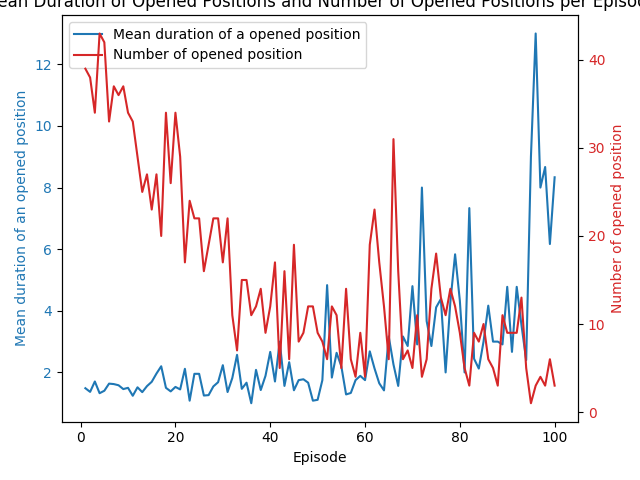 ean Duration of Opened Positions and Number of Opened Positions per Episod
Mean duration of a opened position
Number of opened position
12
10
8
6
4
2
Mean duration of an opened position
40
30
20
10
0
Number of opened position
0 20 40 60 80 100
Episode